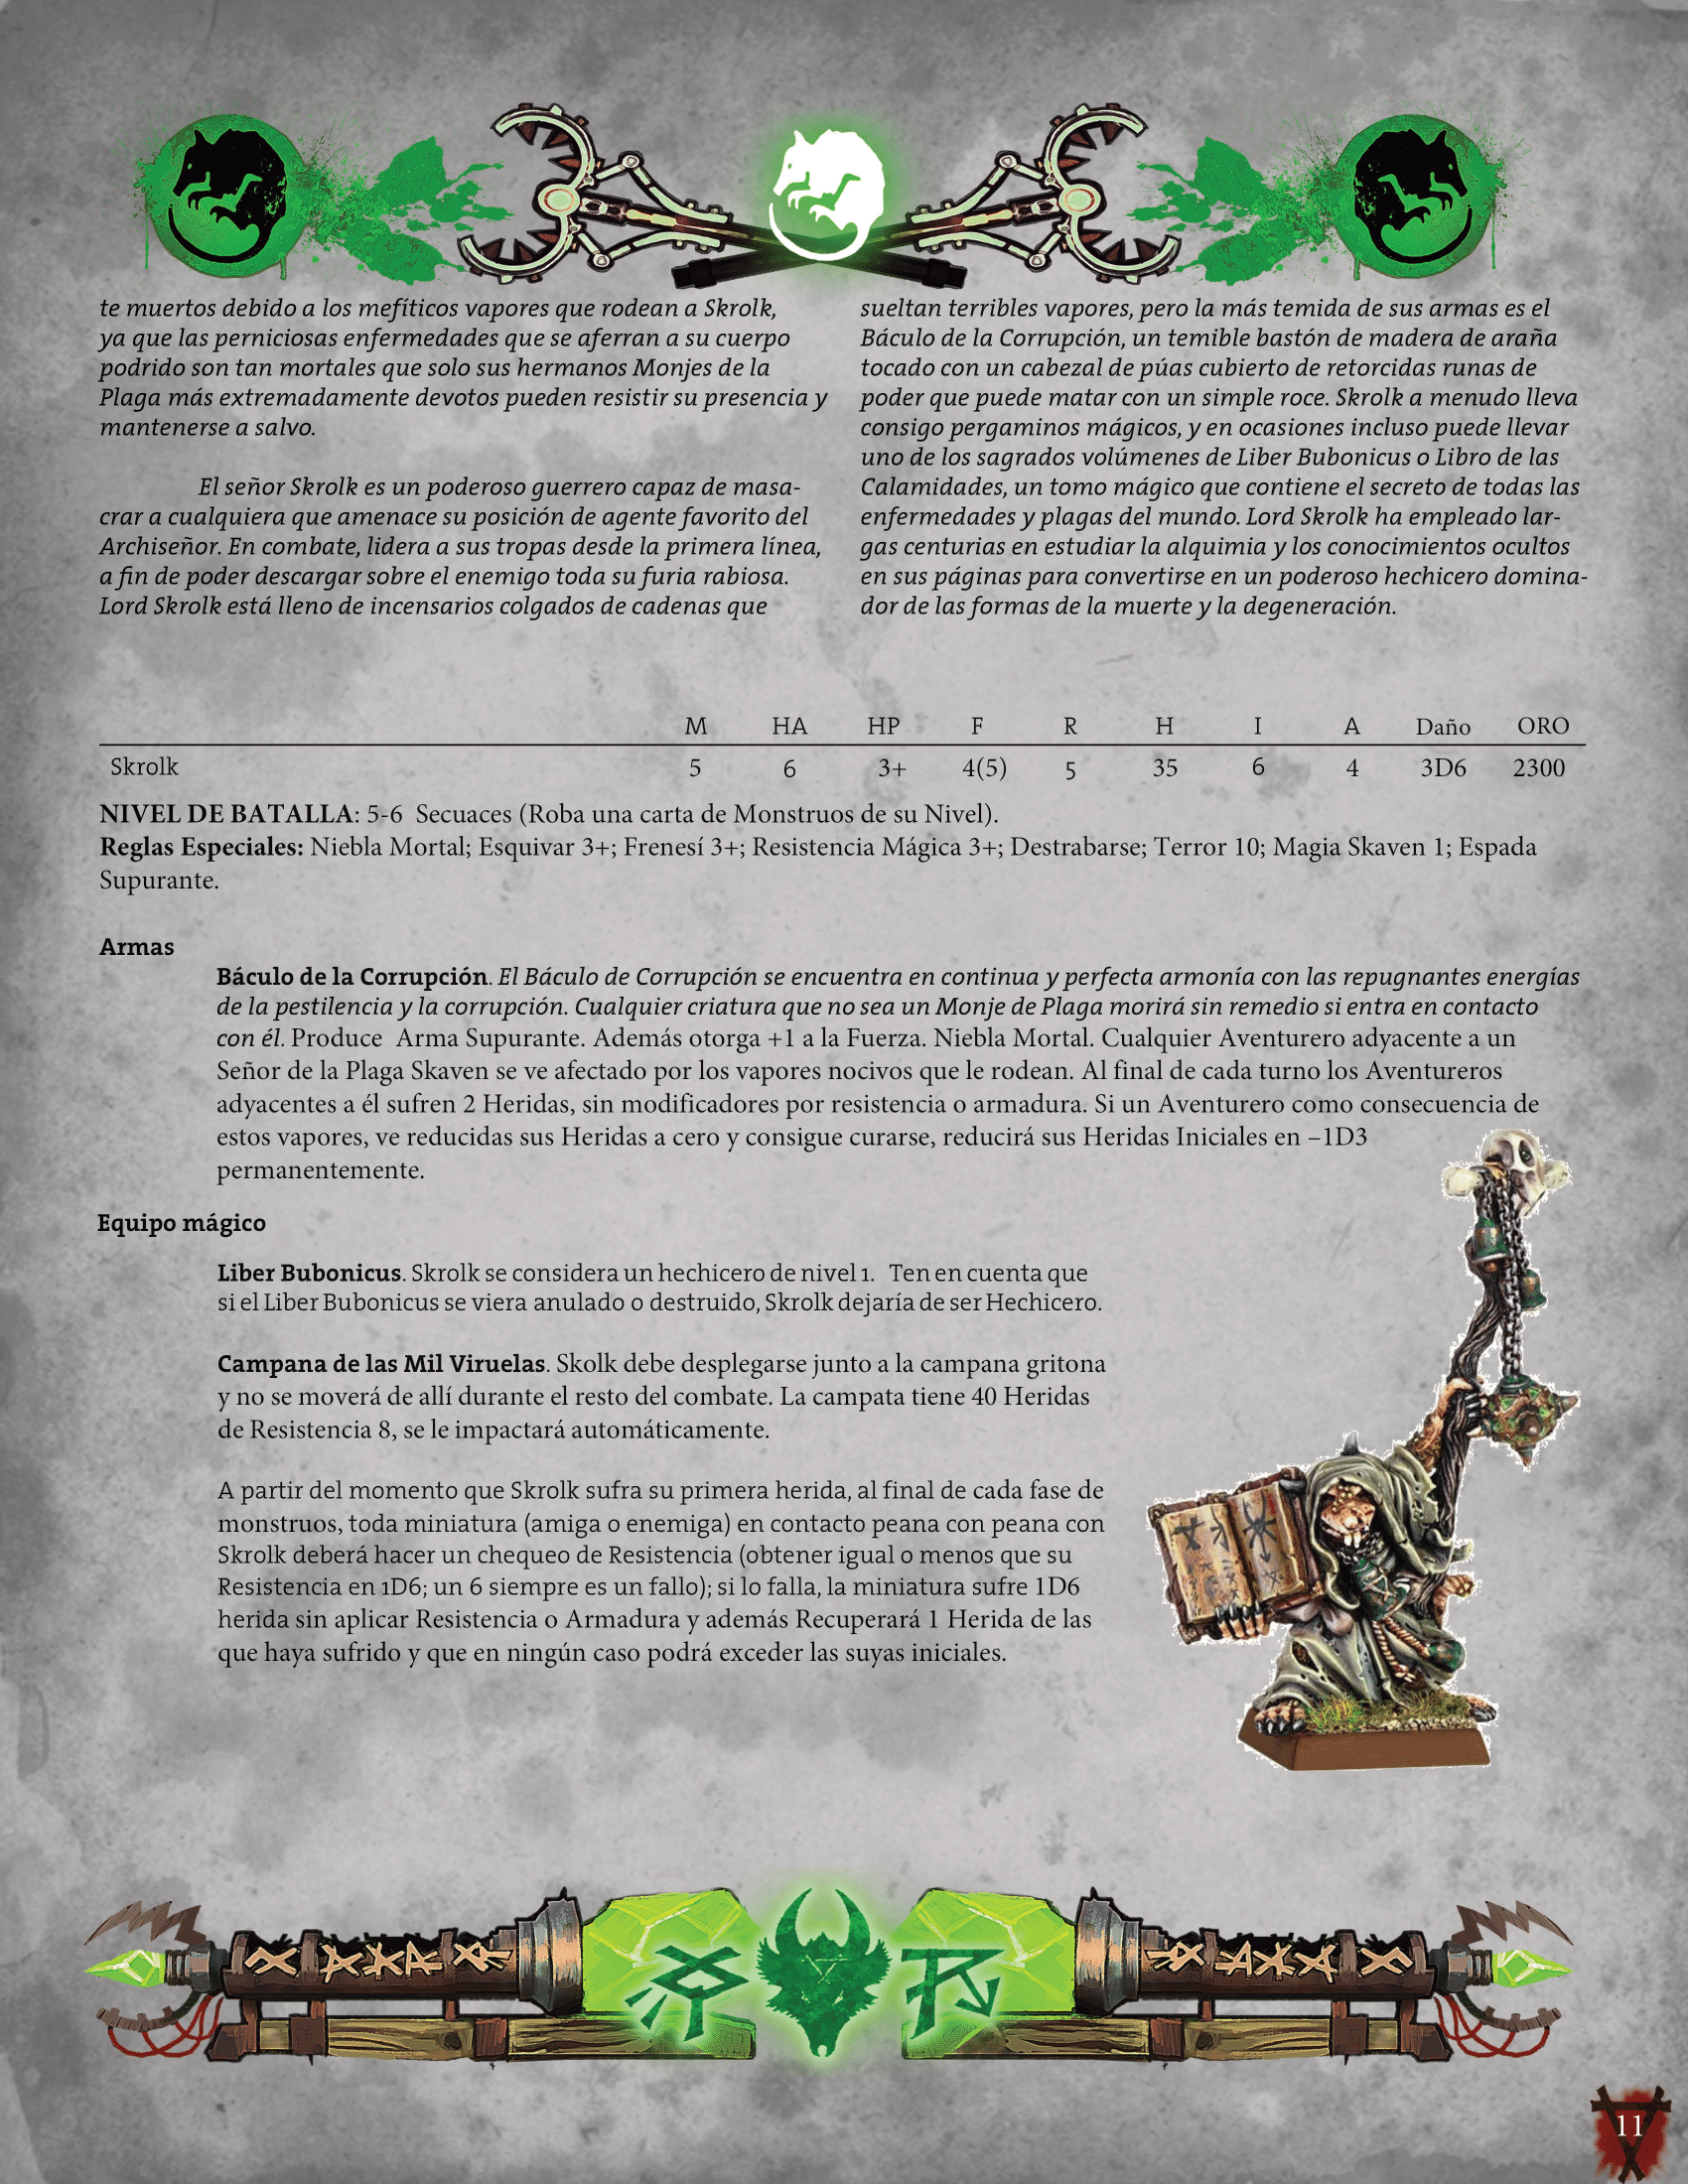 te muertos debido a los mefíticos vapores que rodean a Skrolk,
ya que las perniciosas enfermedades que se aferran a su cuerpo
podrido son tan mortales que solo sus hermanos Monjes de la
Plaga más extremadamente devotos pueden resistir su presencia y
mantenerse a salvo.
El señor Skrolk es un poderoso guerrero capaz de masa-
crar a cualquiera que amenace su posición de agente favorito del
Archiseñor. En combate, lidera a sus tropas desde la primera línea,
a fin de poder descargar sobre el enemigo toda su furia rabiosa.
Lord Skrolk está lleno de incensarios colgados de cadenas que
sueltan terribles vapores, pero la más temida de sus armas es el
Báculo de la Corrupción, un temible bastón de madera de araña
tocado con un cabezal de púas cubierto de retorcidas runas de
poder que puede matar con un simple roce. Skrolk a menudo lleva
consigo pergaminos mágicos, y en ocasiones incluso puede llevar
uno de los sagrados volúmenes de Liber Bubonicus o Libro de las
Calamidades, un tomo mágico que contiene el secreto de todas las
enfermedades y plagas del mundo. Lord Skrolk ha empleado lar-
gas centurias en estudiar la alquimia y los conocimientos ocultos
en sus páginas para convertirse en un poderoso hechicero domina-
dor de las formas de la muerte y la degeneración.
M HA HP F R H I A Daño ORO
Skrolk 5 6 3+ 4(5) 5 35 6 4 3D6 2300
NIVEL DE BATALLA: 5-6 Secuaces (Roba una carta de Monstruos de su Nivel).
Reglas Especiales: Niebla Mortal; Esquivar 3+; Frenesí 3+; Resistencia Mágica 3+; Destrabarse; Terror 10; Magia Skaven 1; Espada
Supurante.
Armas
Báculo de la Corrupción. El Báculo de Corrupción se encuentra en continua y perfecta armonía con las repugnantes energías
de la pestilencia y la corrupción. Cualquier criatura que no sea un Monje de Plaga morirá sin remedio si entra en contacto
con él. Produce Arma Supurante. Además otorga +1 a la Fuerza. Niebla Mortal. Cualquier Aventurero adyacente a un
Señor de la Plaga Skaven se ve afectado por los vapores nocivos que le rodean. Al final de cada turno los Aventureros
adyacentes a él sufren 2 Heridas, sin modificadores por resistencia o armadura. Si un Aventurero como consecuencia de
estos vapores, ve reducidas sus Heridas a cero y consigue curarse, reducirá sus Heridas Iniciales en –1D3
permanentemente.
Equipo mágico
Liber Bubonicus. Skrolk se considera un hechicero de nivel 1. Ten en cuenta que
si el Liber Bubonicus se viera anulado o destruido, Skrolk dejaría de ser Hechicero.
Campana de las Mil Viruelas. Skolk debe desplegarse junto a la campana gritona
y no se moverá de allí durante el resto del combate. La campata tiene 40 Heridas
de Resistencia 8, se le impactará automáticamente.
A partir del momento que Skrolk sufra su primera herida, al final de cada fase de
monstruos, toda miniatura (amiga o enemiga) en contacto peana con peana con
Skrolk deberá hacer un chequeo de Resistencia (obtener igual o menos que su
Resistencia en 1D6; un 6 siempre es un fallo); si lo falla, la miniatura sufre 1D6
herida sin aplicar Resistencia o Armadura y además Recuperará 1 Herida de las
que haya sufrido y que en ningún caso podrá exceder las suyas iniciales.
11